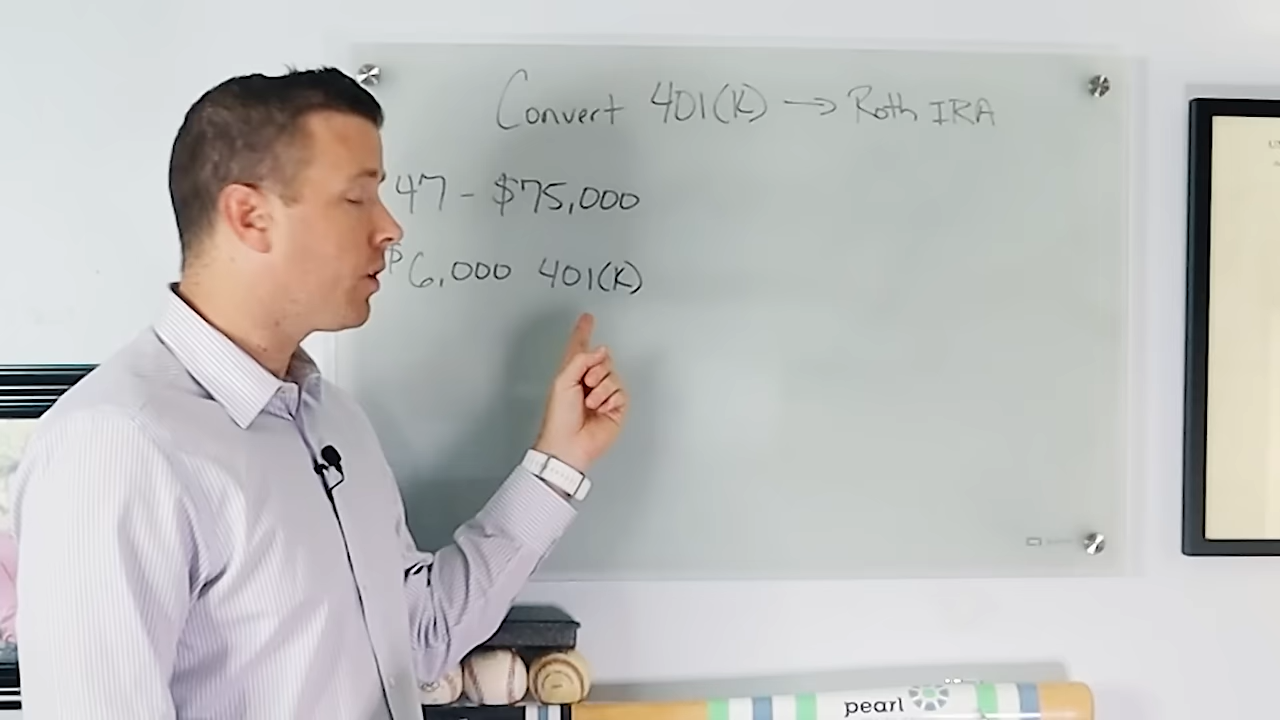 Convert 401(K) → Roth IRA
47 - $75,000
$6,000 401(K)
pearl